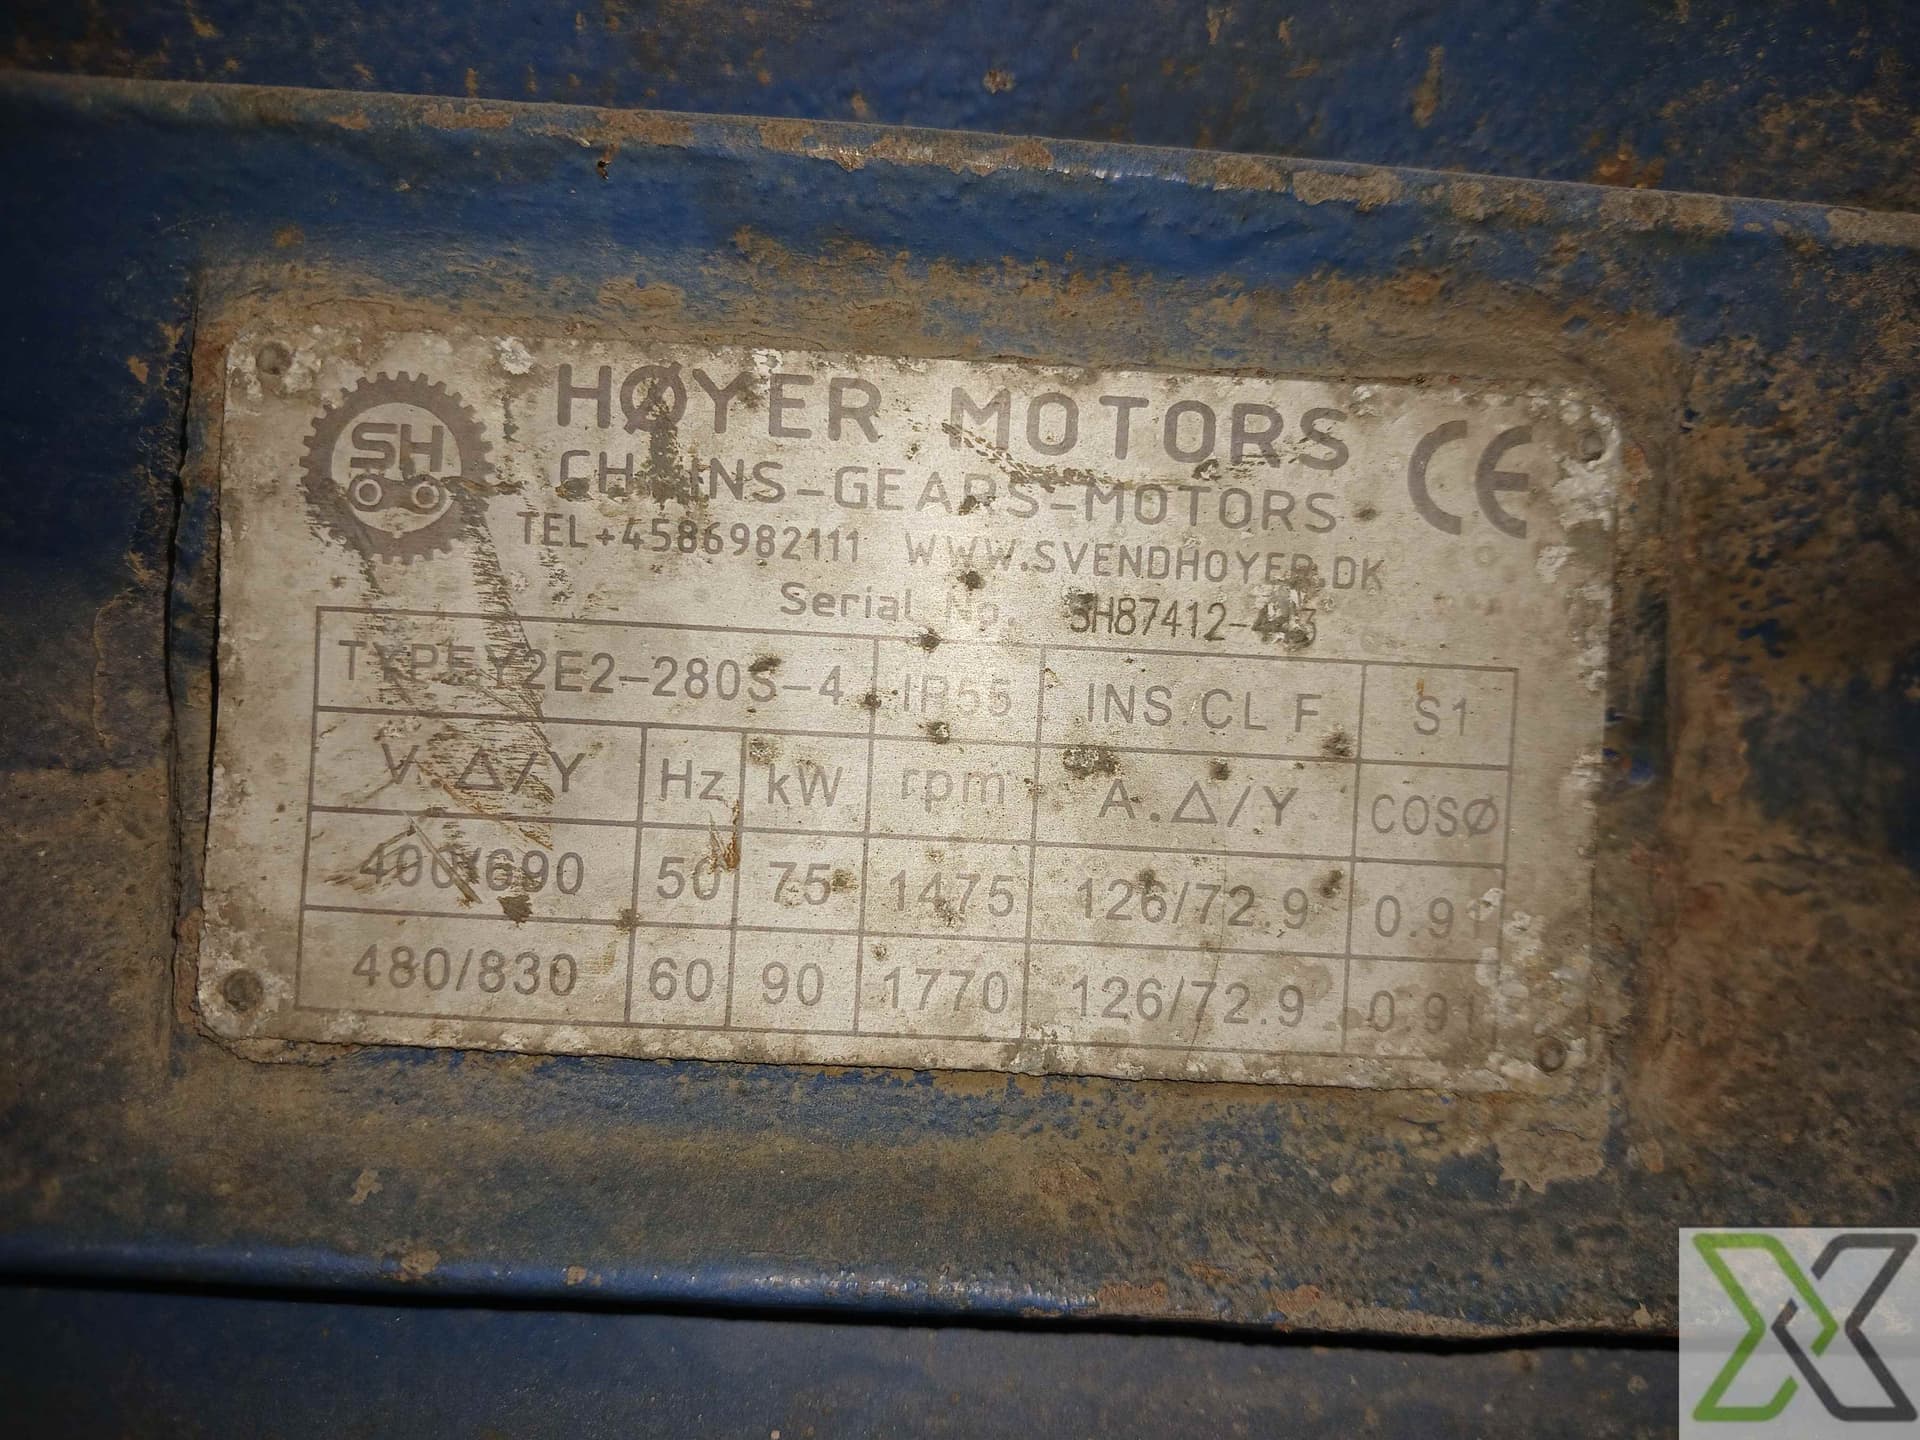 SH
HØYER MOTORS
CE
CHAINS-GEARS-MOTORS
TEL+4586982111 WWW.SVENDHOYER.DK
Serial No.
TYPE Y2E2-280S-4 IP55 INS.CL F S1
V. Δ/Y Hz kW rpm A.Δ/Y COSØ
400/690 50 75 1475 126/72.9 0.91
480/830 60 90 1770 126/72.9 0.91